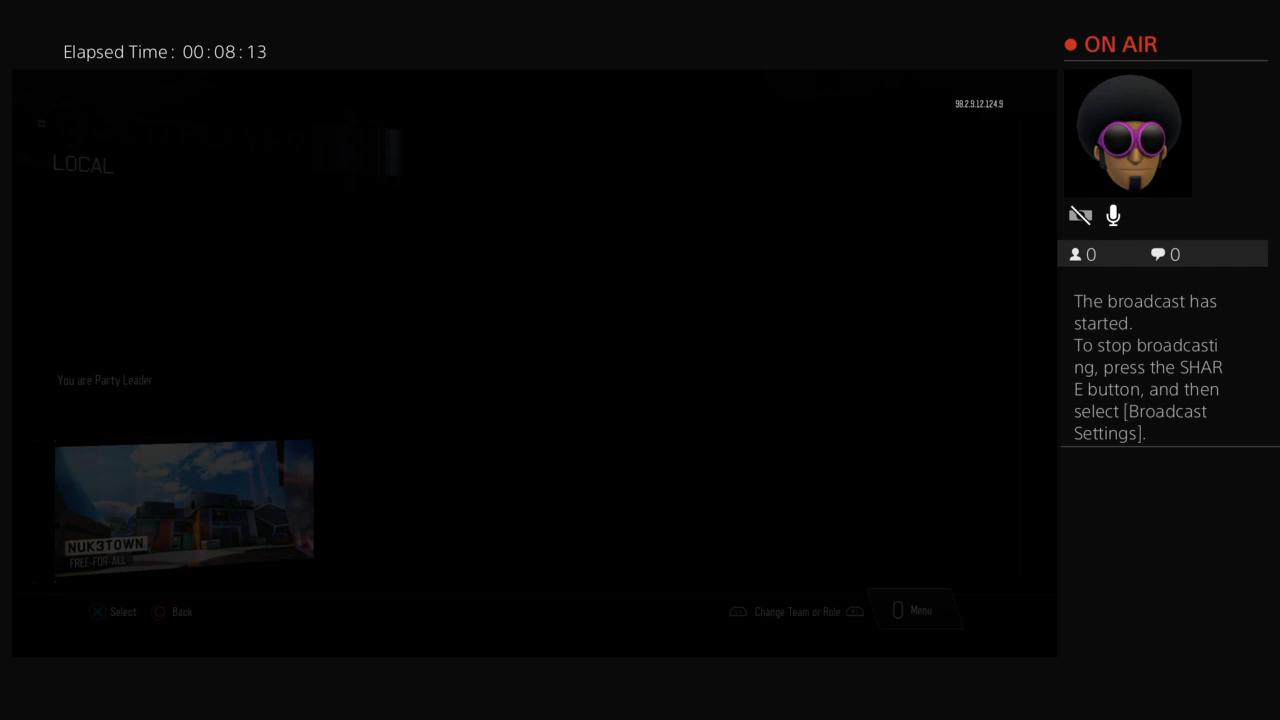 Elapsed Time: 00:08:13
ON AIR
98.2.9.12.124.9
LOCAL
0 0
The broadcast has
started.
To stop broadcasti
ng, press the SHAR
E button, and then
select [Broadcast
Settings].
You are Party Leader
NUK3TOWN
FREE-FOR-ALL
Select Back Change Team or Role Menu